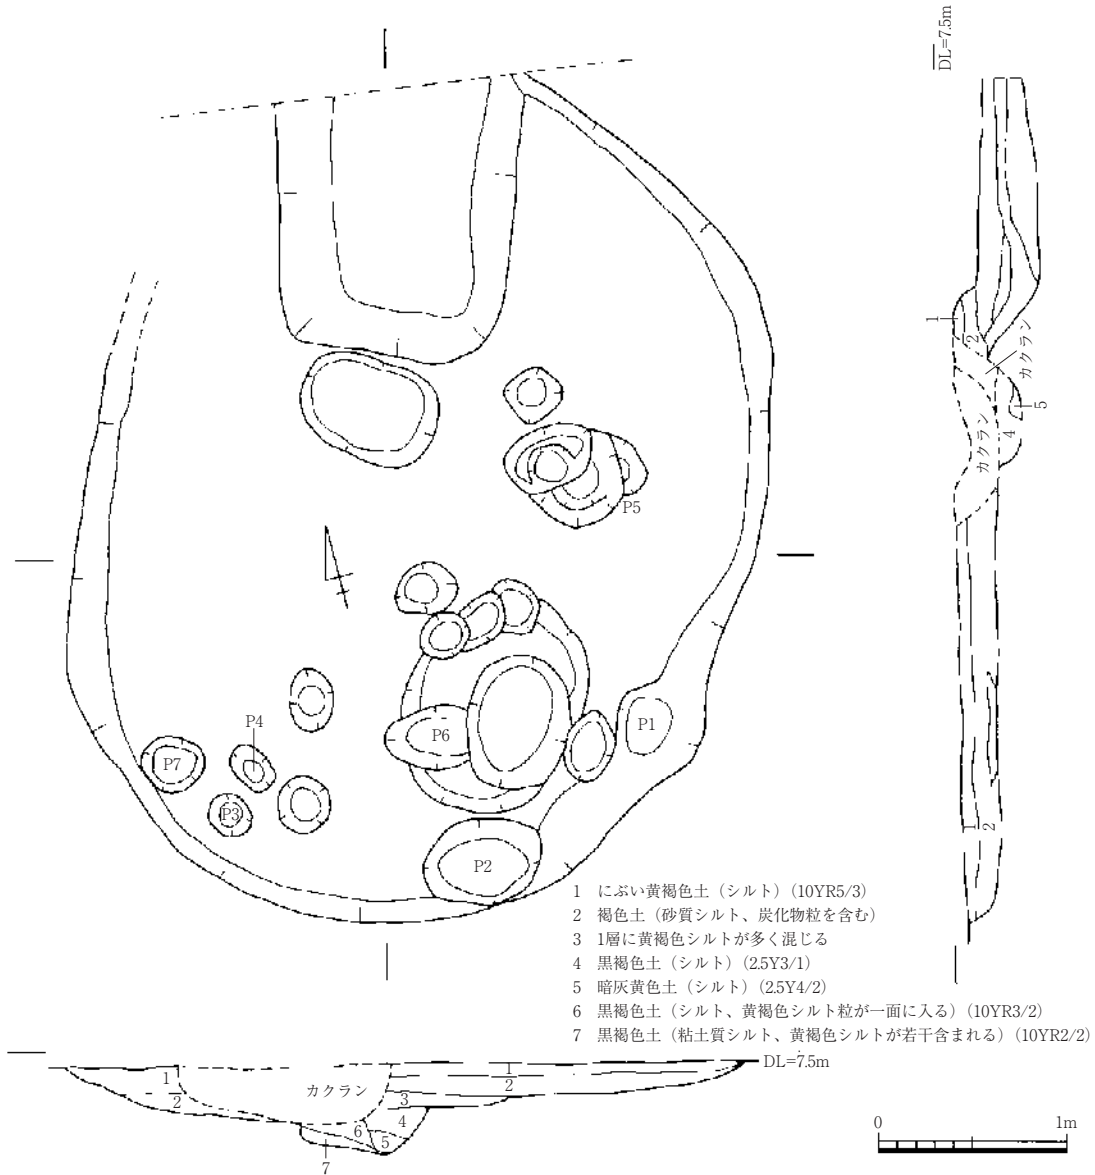 DL=7.5m
1
2
カクラン
5
カクラン
4
P5
P1
P4
P6
P7
P3
P2
1
2
1 にぶい黄褐色土（シルト）（10YR5/3）
2 褐色土（砂質シルト、炭化物粒を含む）
3 1層に黄褐色シルトが多く混じる
4 黒褐色土（シルト）（2.5Y3/1）
5 暗灰黄色土（シルト）（2.5Y4/2）
6 黒褐色土（シルト、黄褐色シルト粒が一面に入る）（10YR3/2）
7 黒褐色土（粘土質シルト、黄褐色シルトが若干含まれる）（10YR2/2）
DL=7.5m
1
2
カクラン
1
2
3
4
6
5
7
0 1m